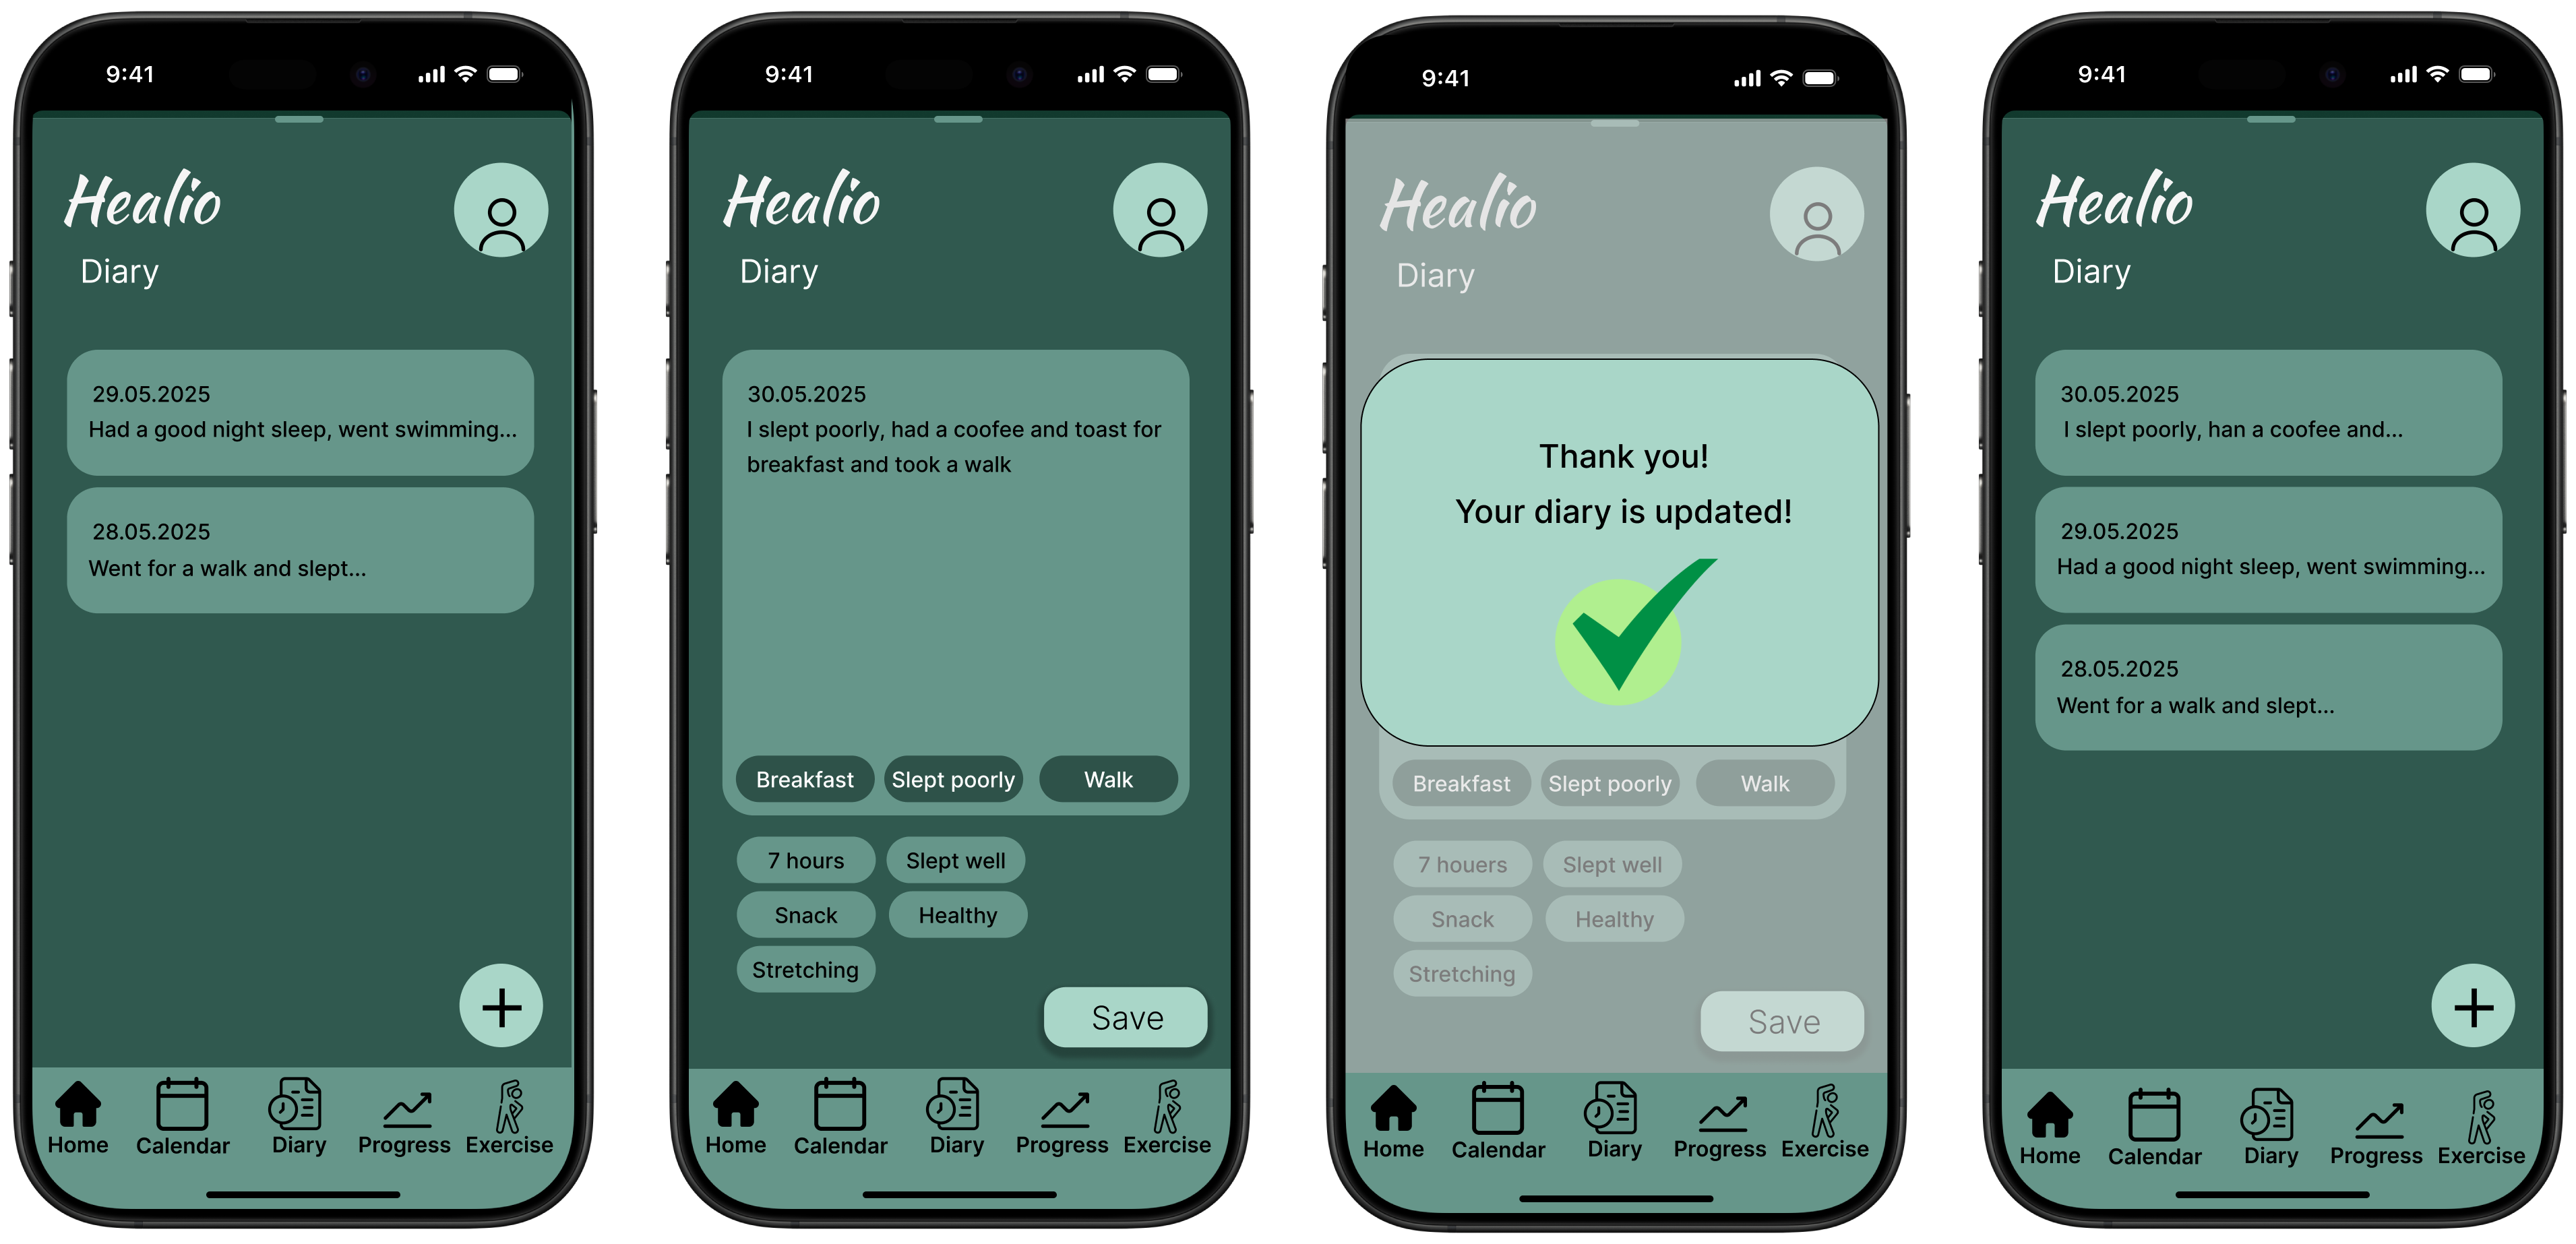 9:41
Healio
Diary
29.05.2025
Had a good night sleep, went swimming...
28.05.2025
Went for a walk and slept...
Home Calendar Diary Progress Exercise
9:41
Healio
Diary
30.05.2025
I slept poorly, had a coofee and toast for
breakfast and took a walk
Breakfast Slept poorly Walk
7 hours Slept well
Snack Healthy
Stretching
Save
Home Calendar Diary Progress Exercise
9:41
Healio
Diary
Thank you!
Your diary is updated!
Breakfast Slept poorly Walk
7 houers Slept well
Snack Healthy
Stretching
Save
Home Calendar Diary Progress Exercise
9:41
Healio
Diary
30.05.2025
I slept poorly, han a coofee and...
29.05.2025
Had a good night sleep, went swimming...
28.05.2025
Went for a walk and slept...
Home Calendar Diary Progress Exercise